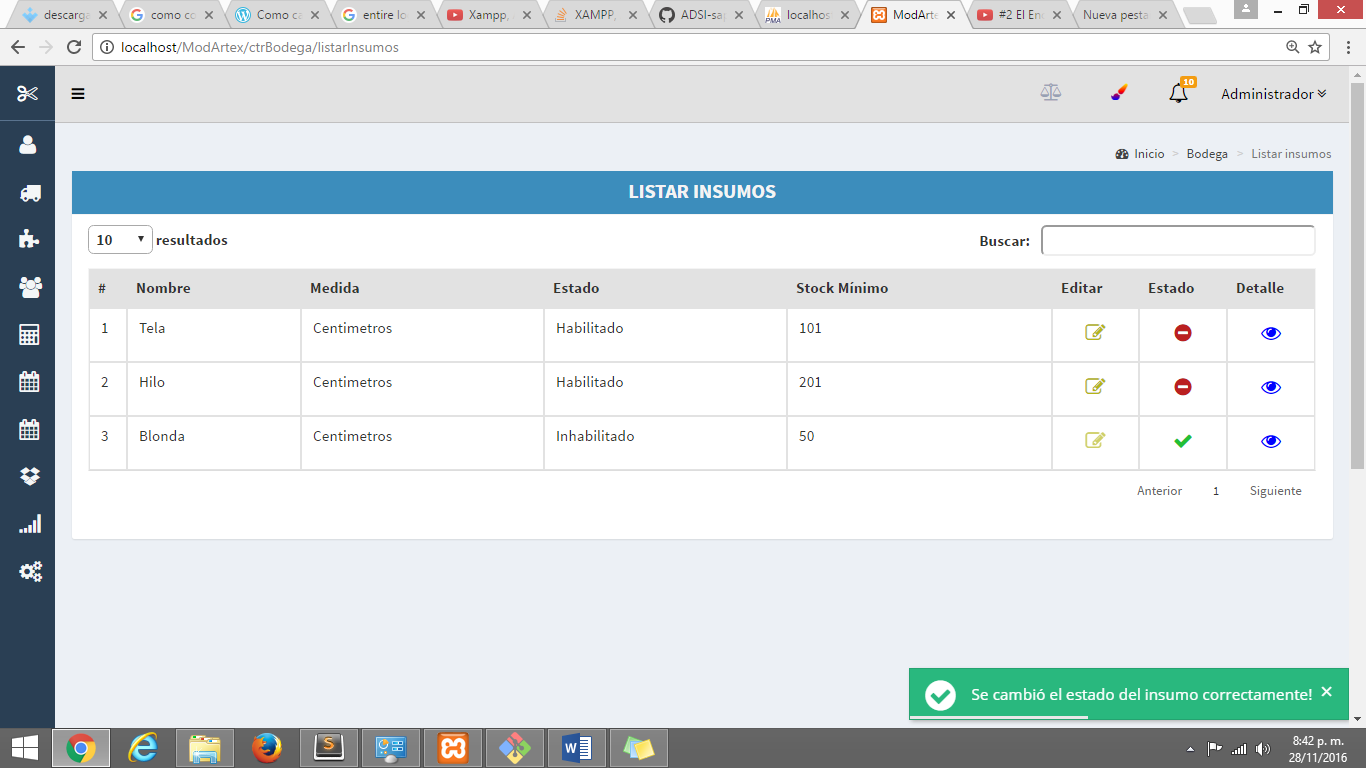 descarga
como co
Como ca
entire lo
Xampp,
XAMPP,
ADSI-sap
localhos
ModArte
#2 El En
Nueva pesta
localhost/ModArtex/ctrBodega/listarInsumos
10
Administrador
Inicio > Bodega > Listar insumos
LISTAR INSUMOS
10 resultados
Buscar:
# Nombre Medida Estado Stock Mínimo Editar Estado Detalle
1 Tela Centimetros Habilitado 101
2 Hilo Centimetros Habilitado 201
3 Blonda Centimetros Inhabilitado 50
Anterior 1 Siguiente
Se cambió el estado del insumo correctamente!
8:42 p. m.
28/11/2016